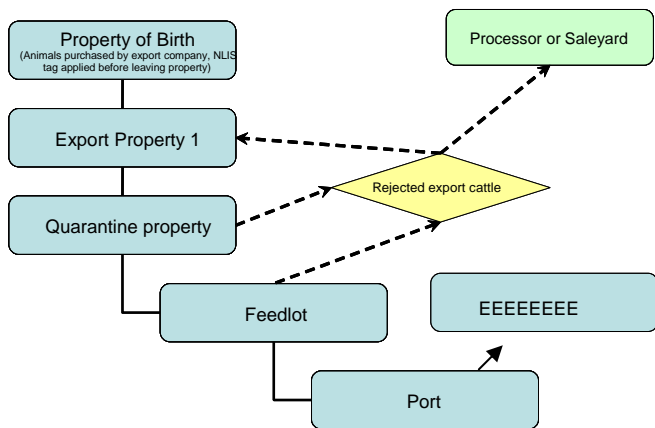 Property of Birth
(Animals purchased by export company, NLIS
tag applied before leaving property)
Processor or Saleyard
Export Property 1
Rejected export cattle
Quarantine property
Feedlot
EEEEEEEE
Port